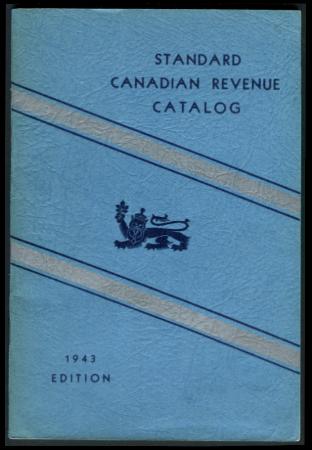 STANDARD
CANADIAN REVENUE
CATALOG
1943
EDITION